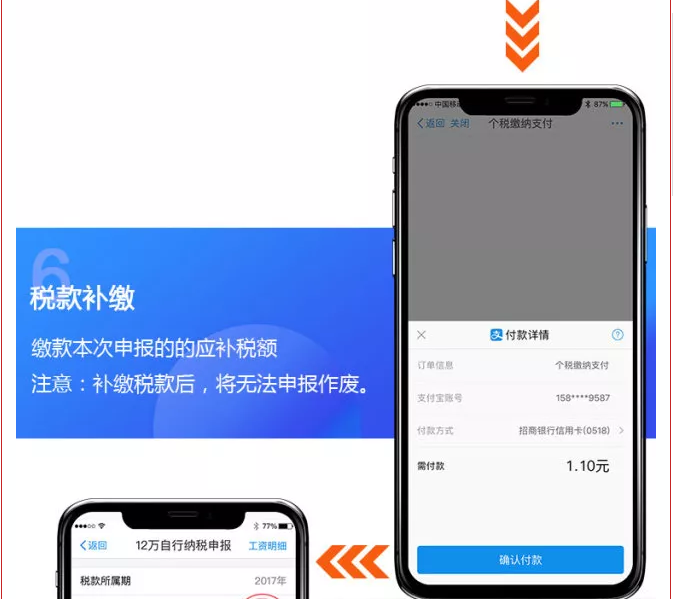 中国移
87%
返回 关闭 个税缴纳支付
6
税款补缴
缴款本次申报的的应补税额
注意：补缴税款后，将无法申报作废。
支 付款详情 ?
订单信息 个税缴纳支付
支付宝账号 158****9587
付款方式 招商银行信用卡(0518)
需付款 1.10元
确认付款
77%
返回 12万自行纳税申报 工资明细
税款所属期 2017年